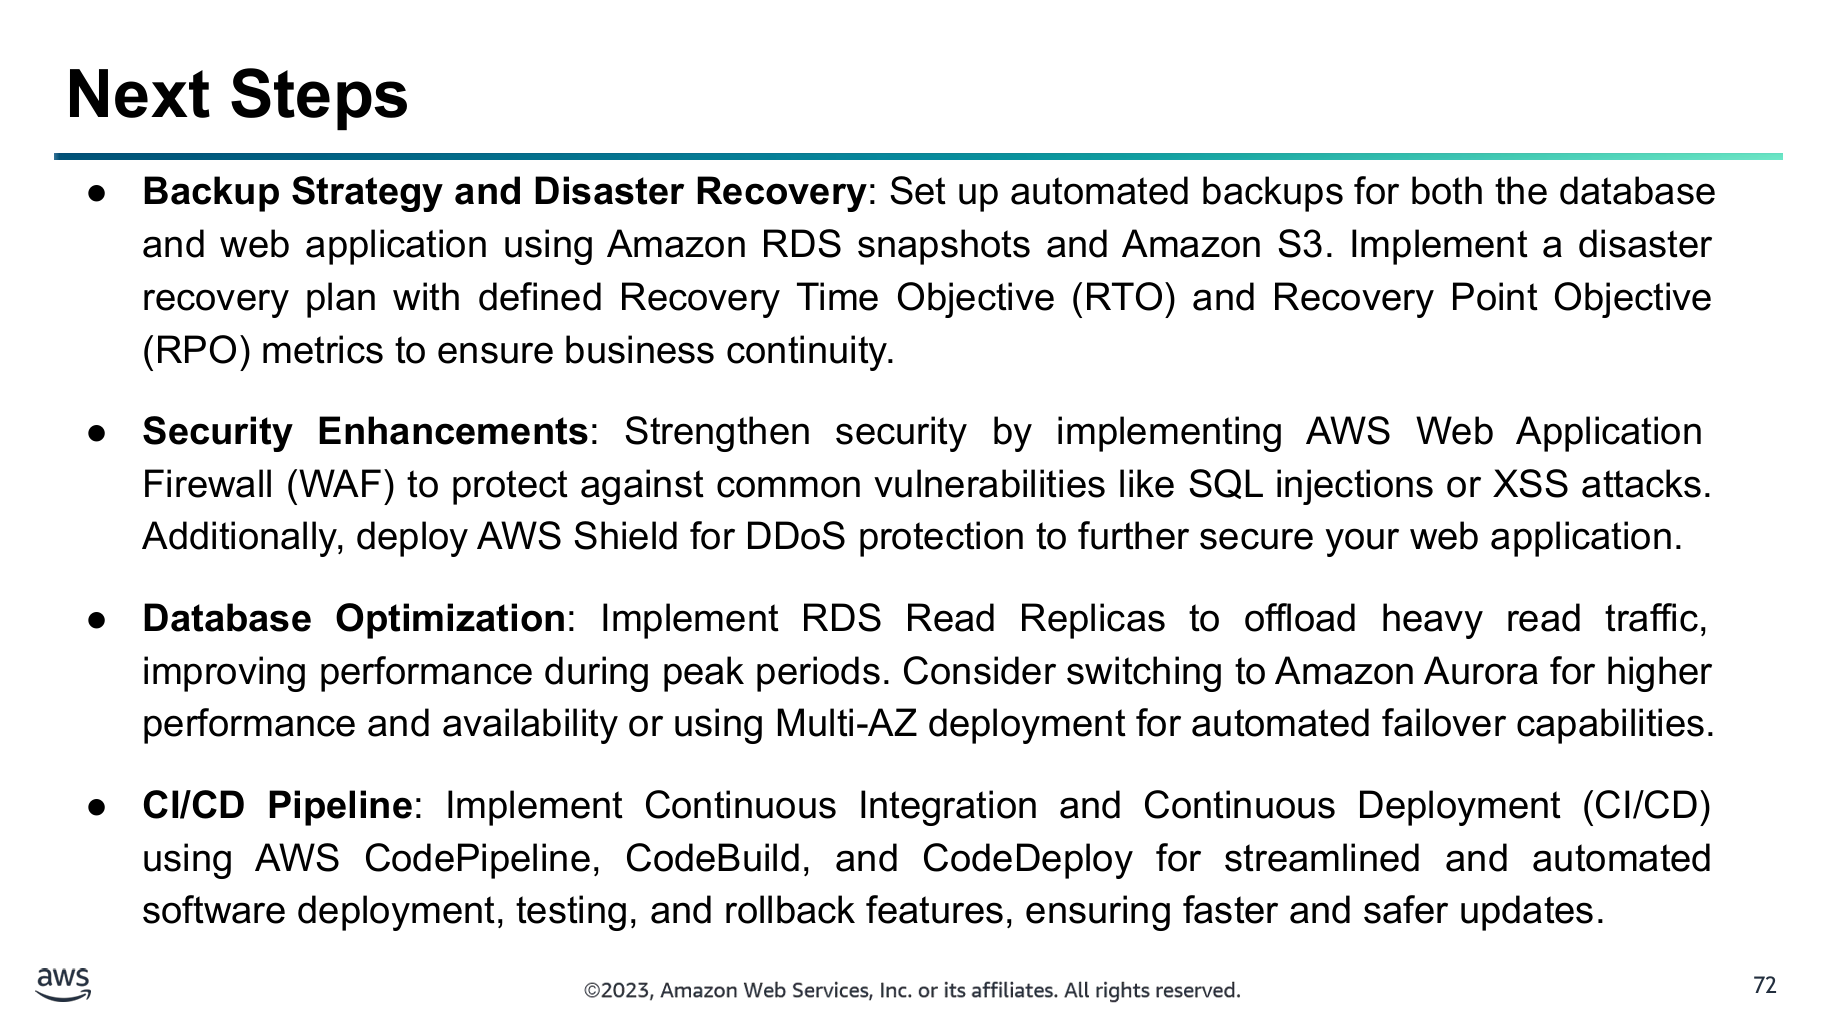 Next Steps
● Backup Strategy and Disaster Recovery: Set up automated backups for both the database
and web application using Amazon RDS snapshots and Amazon S3. Implement a disaster
recovery plan with defined Recovery Time Objective (RTO) and Recovery Point Objective
(RPO) metrics to ensure business continuity.
● Security Enhancements: Strengthen security by implementing AWS Web Application
Firewall (WAF) to protect against common vulnerabilities like SQL injections or XSS attacks.
Additionally, deploy AWS Shield for DDoS protection to further secure your web application.
● Database Optimization: Implement RDS Read Replicas to offload heavy read traffic,
improving performance during peak periods. Consider switching to Amazon Aurora for higher
performance and availability or using Multi-AZ deployment for automated failover capabilities.
● CI/CD Pipeline: Implement Continuous Integration and Continuous Deployment (CI/CD)
using AWS CodePipeline, CodeBuild, and CodeDeploy for streamlined and automated
software deployment, testing, and rollback features, ensuring faster and safer updates.
aws
©2023, Amazon Web Services, Inc. or its affiliates. All rights reserved.
72